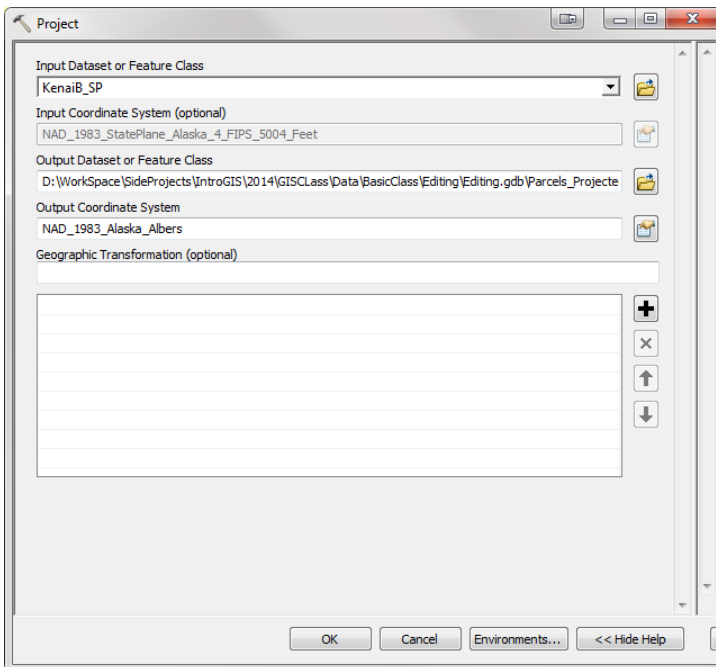 Project
Input Dataset or Feature Class
KenaiB_SP
Input Coordinate System (optional)
NAD_1983_StatePlane_Alaska_4_FIPS_5004_Feet
Output Dataset or Feature Class
D:\WorkSpace\SideProjects\IntroGIS\2014\GISCLass\Data\BasicClass\Editing\Editing.gdb\Parcels_Projecte
Output Coordinate System
NAD_1983_Alaska_Albers
Geographic Transformation (optional)
OK
Cancel
Environments...
<< Hide Help